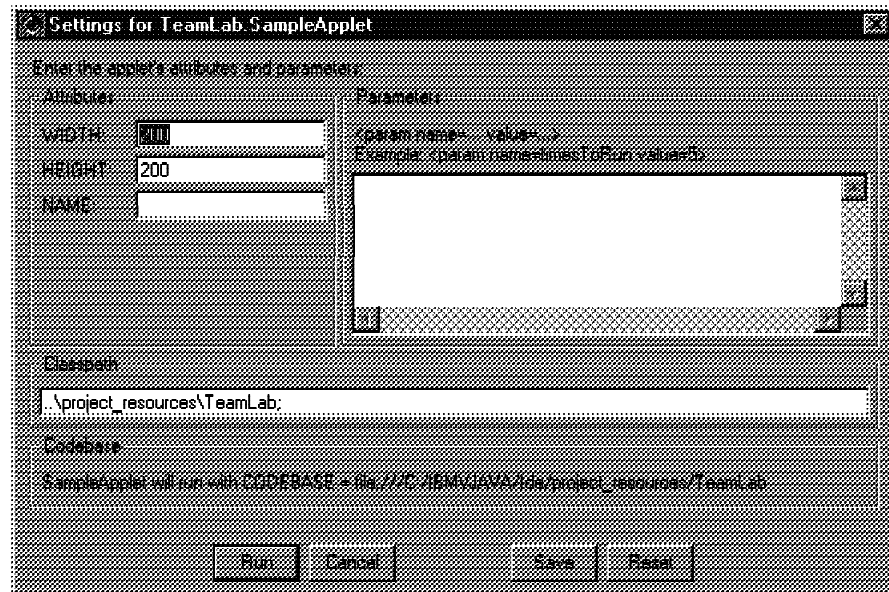 Settings for TeamLab.SampleApplet
Enter the applet's attributes and parameters:
Attributes
WIDTH:
200
HEIGHT:
200
NAME:
Parameters
<param name=... value=...>
Example: <param name=timesToRun value=5>
Classpath
..\project_resources\TeamLab;
Codebase
SampleApplet will run with CODEBASE = file:///C:/IBMVJAVA/Ide/project_resources/TeamLab
Run
Cancel
Save
Reset